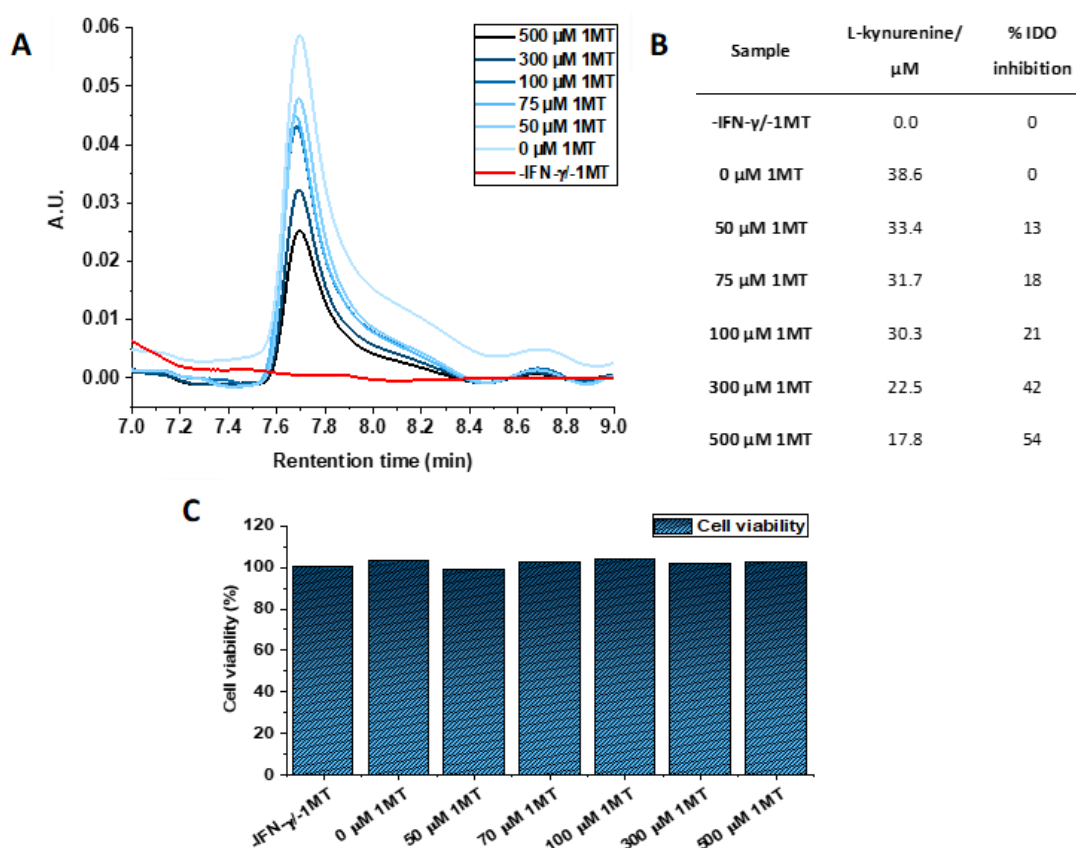 A
0.06
0.05
0.04
0.03
0.02
0.01
0.00
A.U.
7.0 7.2 7.4 7.6 7.8 8.0 8.2 8.4 8.6 8.8 9.0
Rentention time (min)
500 µM 1MT
300 µM 1MT
100 µM 1MT
75 µM 1MT
50 µM 1MT
0 µM 1MT
-IFN-γ/-1MT
B
Sample L-kynurenine/ µM % IDO inhibition
-IFN-γ/-1MT 0.0 0
0 µM 1MT 38.6 0
50 µM 1MT 33.4 13
75 µM 1MT 31.7 18
100 µM 1MT 30.3 21
300 µM 1MT 22.5 42
500 µM 1MT 17.8 54
C
Cell viability
120
100
80
60
40
20
0
Cell viability (%)
-IFN-γ/-1MT
0 µM 1MT
50 µM 1MT
70 µM 1MT
100 µM 1MT
300 µM 1MT
500 µM 1MT